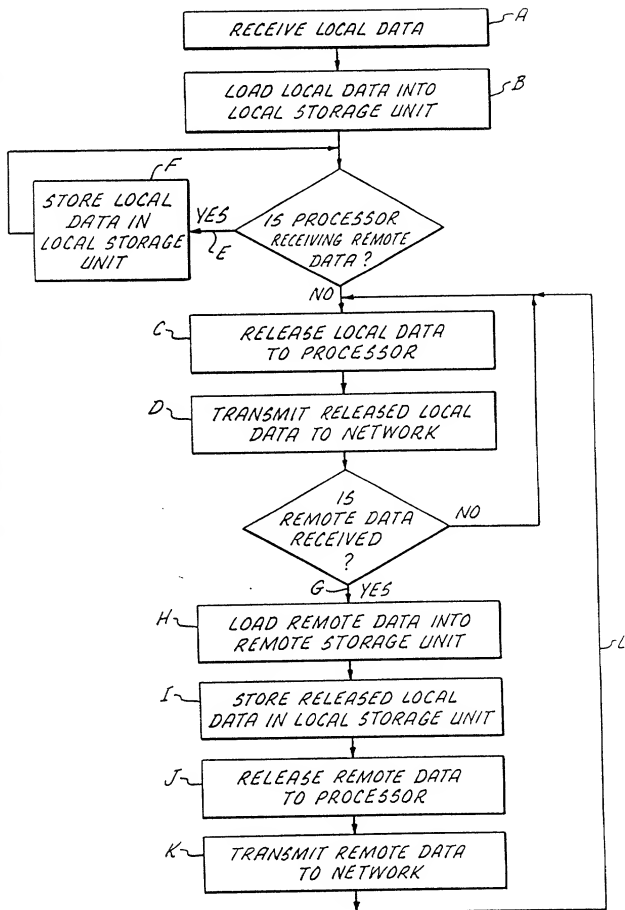 RECEIVE LOCAL DATA
A
LOAD LOCAL DATA INTO
LOCAL STORAGE UNIT
B
F
STORE LOCAL
DATA IN
LOCAL STORAGE
UNIT
YES
E
IS PROCESSOR
RECEIVING REMOTE
DATA?
NO
C
RELEASE LOCAL DATA
TO PROCESSOR
D
TRANSMIT RELEASED LOCAL
DATA TO NETWORK
IS
REMOTE DATA
RECEIVED
?
NO
G
YES
H
LOAD REMOTE DATA INTO
REMOTE STORAGE UNIT
L
I
STORE RELEASED LOCAL
DATA IN LOCAL STORAGE UNIT
J
RELEASE REMOTE DATA
TO PROCESSOR
K
TRANSMIT REMOTE DATA
TO NETWORK